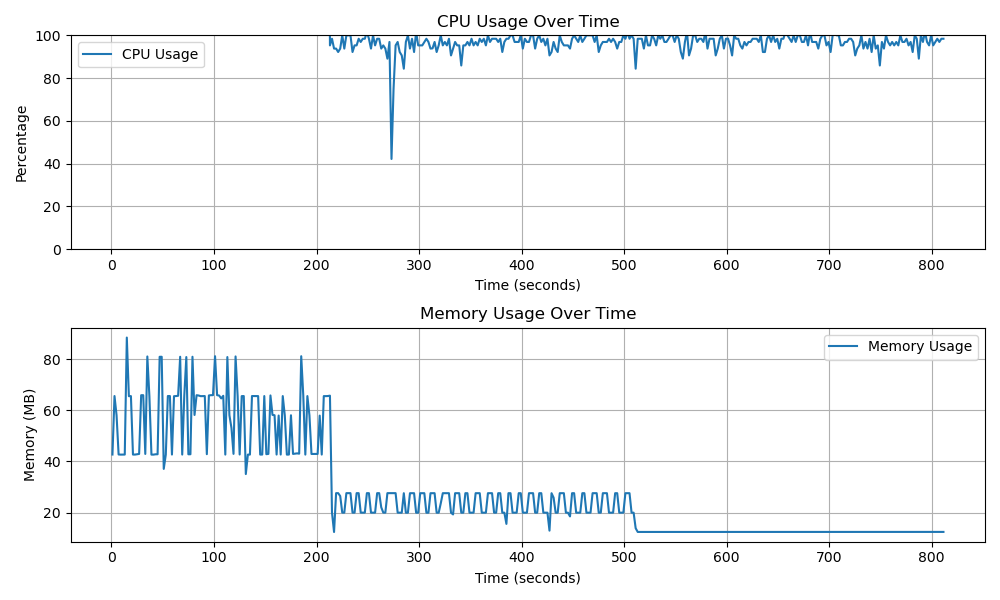 CPU Usage Over Time
100
80
60
40
20
0
Percentage
CPU Usage
0 100 200 300 400 500 600 700 800
Time (seconds)
Memory Usage Over Time
80
60
40
20
Memory (MB)
Memory Usage
0 100 200 300 400 500 600 700 800
Time (seconds)